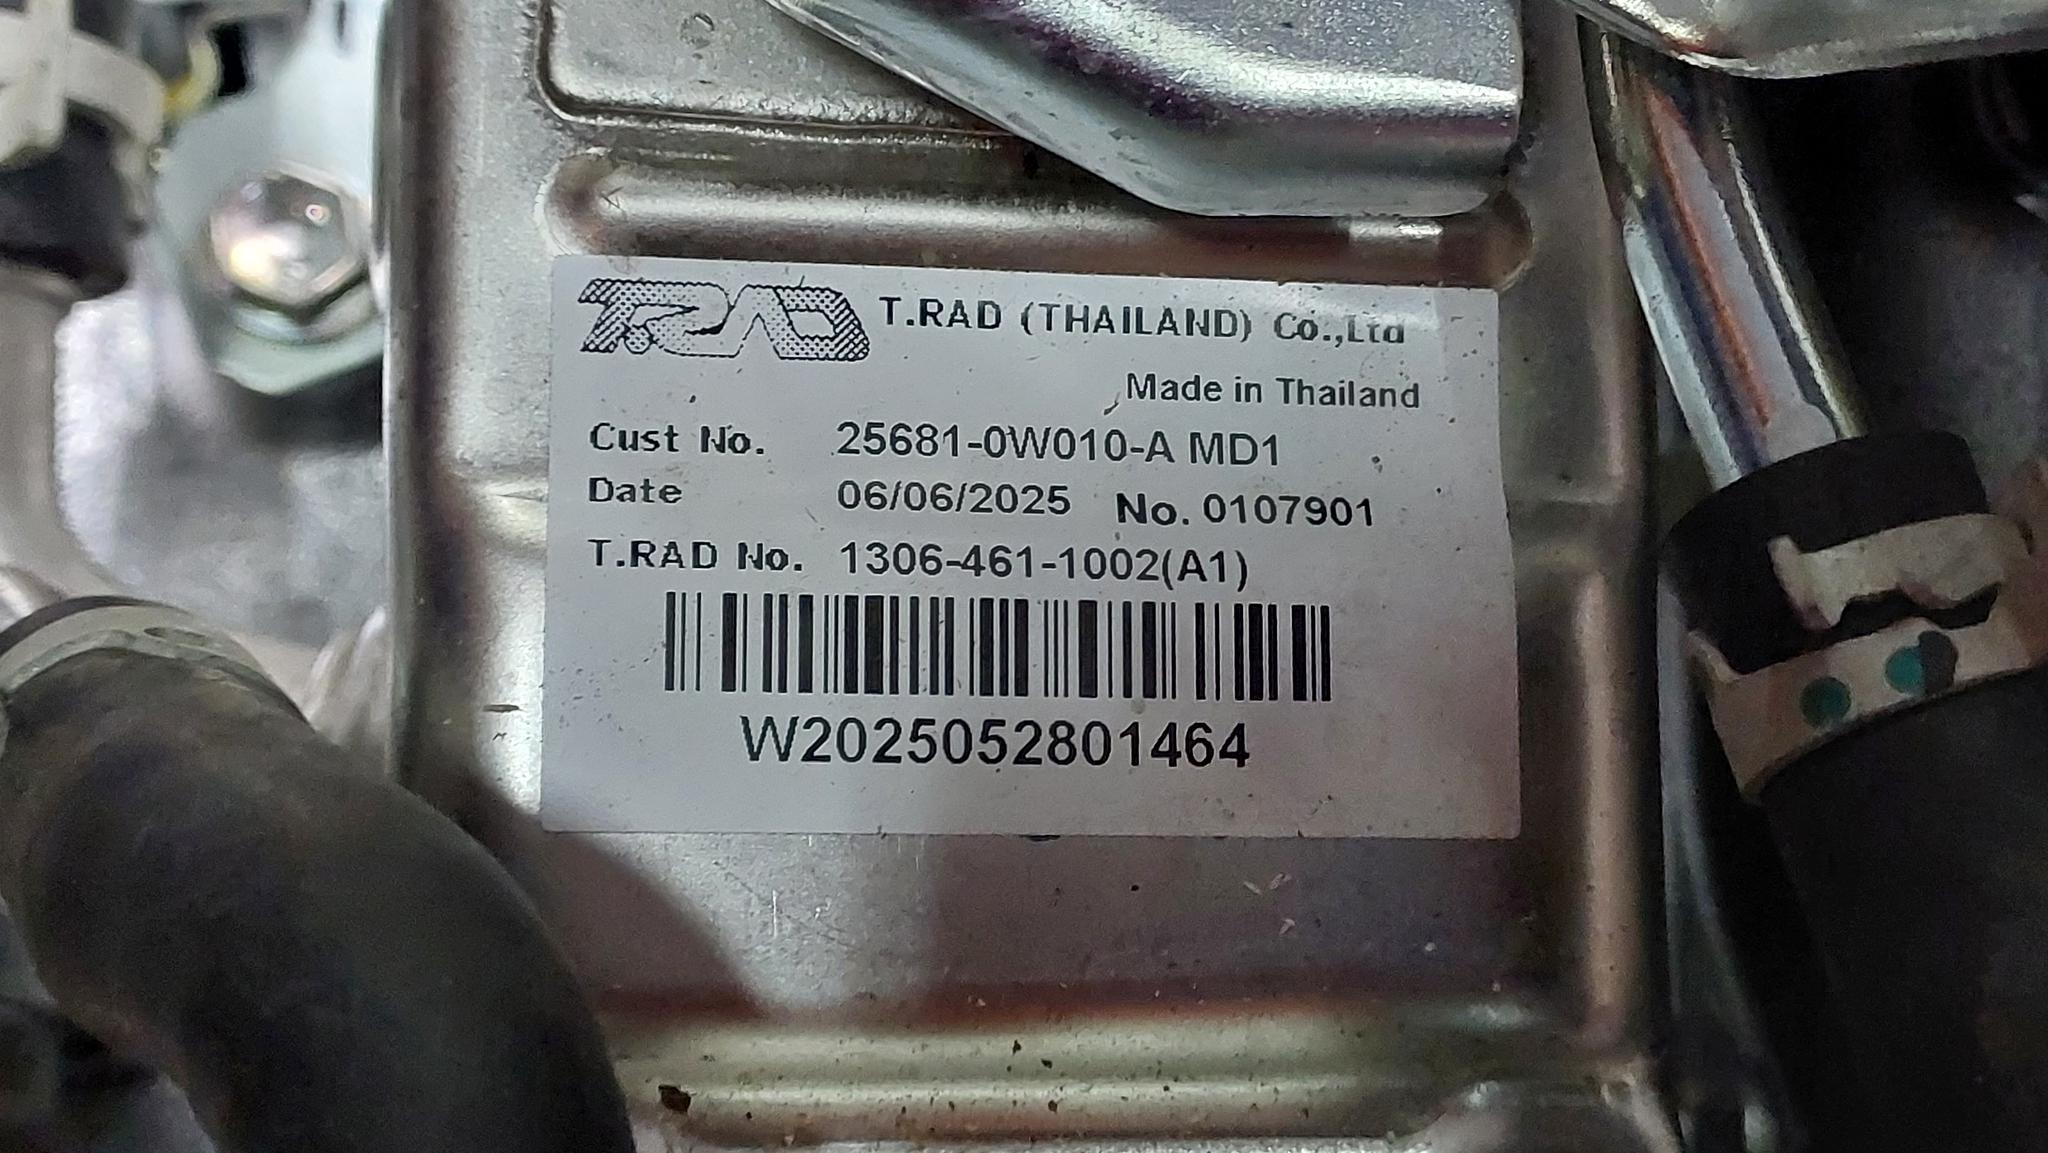 TRAD T.RAD (THAILAND) Co.,Ltd
Made in Thailand
Cust No. 25681-0W010-A MD1
Date 06/06/2025 No. 0107901
T.RAD No. 1306-461-1002(A1)
W2025052801464